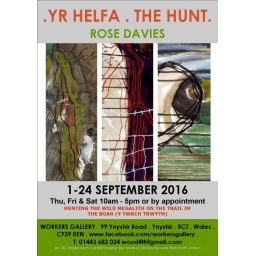 .YR HELFA . THE HUNT.
ROSE DAVIES
1-24 SEPTEMBER 2016
Thu, Fri & Sat 10am - 5pm or by appointment
HUNTING THE WILD MEGALITH ON THE TRAIL OF
THE BOAR (Y TWRCH TRWYTH)
WORKERS GALLERY 99 Ynyshir Road . Ynyshir . RCT . Wales .
CF39 0EN . www.facebook.com/workersgallery
T: 01443 682 024 wood4tf@gmail.com